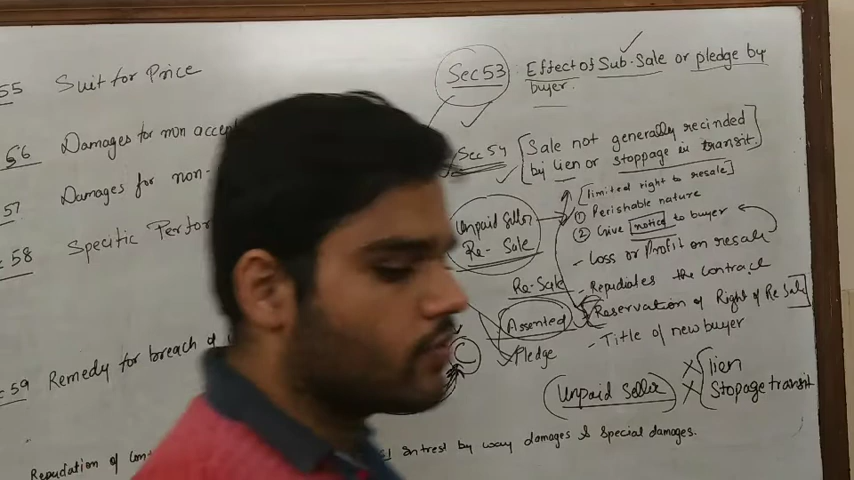 55 Suit for Price
56 Damages for non accep
57 Damages for non-
58 Specific Perfor
59 Remedy for breach of
Repudation of Con
st intrest by way damages & Special damages.
Sec 53 Effect of Sub-Sale or pledge by
buyer.
Sec 54 [Sale not generally recinded
by lien or stoppage in transit.]
[limited right to resale]
① Perishable nature
② Give notice to buyer
Unpaid Seller
Re-Sale
- Loss or Profit on resale
- Repudiates the contract
Reservation of Right of Re Sale]
- Title of new buyer
Re-Sale
Assented
Pledge
C
Unpaid Seller
lien
Stopage transit